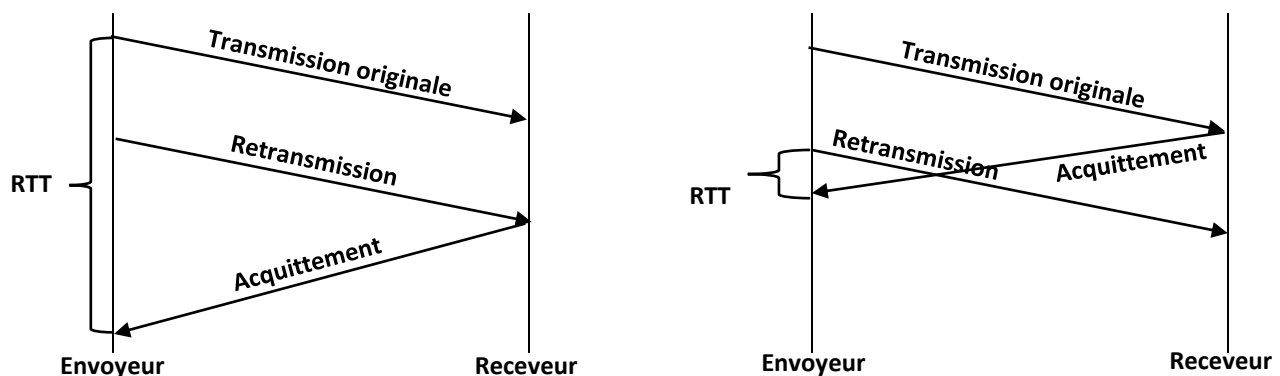 Transmission originale
Retransmission
RTT
Acquittement
Envoyeur
Receveur
Transmission originale
Retransmission
Acquittement
RTT
Envoyeur
Receveur